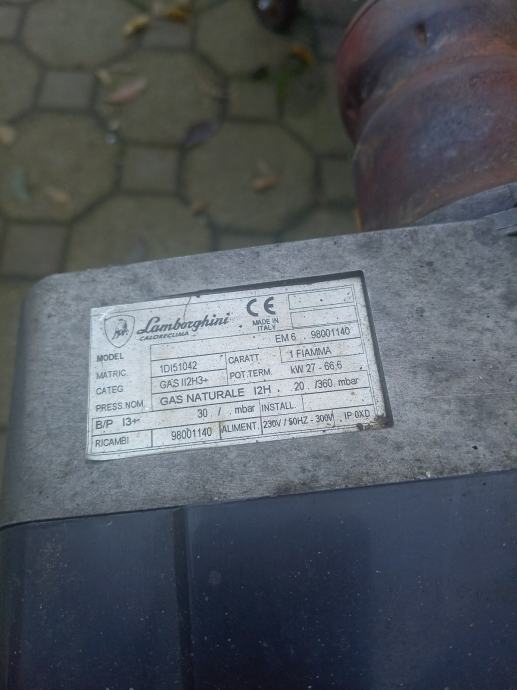 Lamborghini
CALORECLIMA
CE
MADE IN
ITALY
MODEL EM 6 . 98001140
MATRIC. 1DI51042 CARATT. 1 FIAMMA
CATEG GAS II2H3+ POT.TERM. kW 27 - 66,6
PRESS.NOM. GAS NATURALE I2H . 20 /360. mbar
B/P I3+ 30 / . mbar INSTALL.
RICAMBI 98001140 ALIMENT. 230V / 50HZ - 300W . IP 0XD